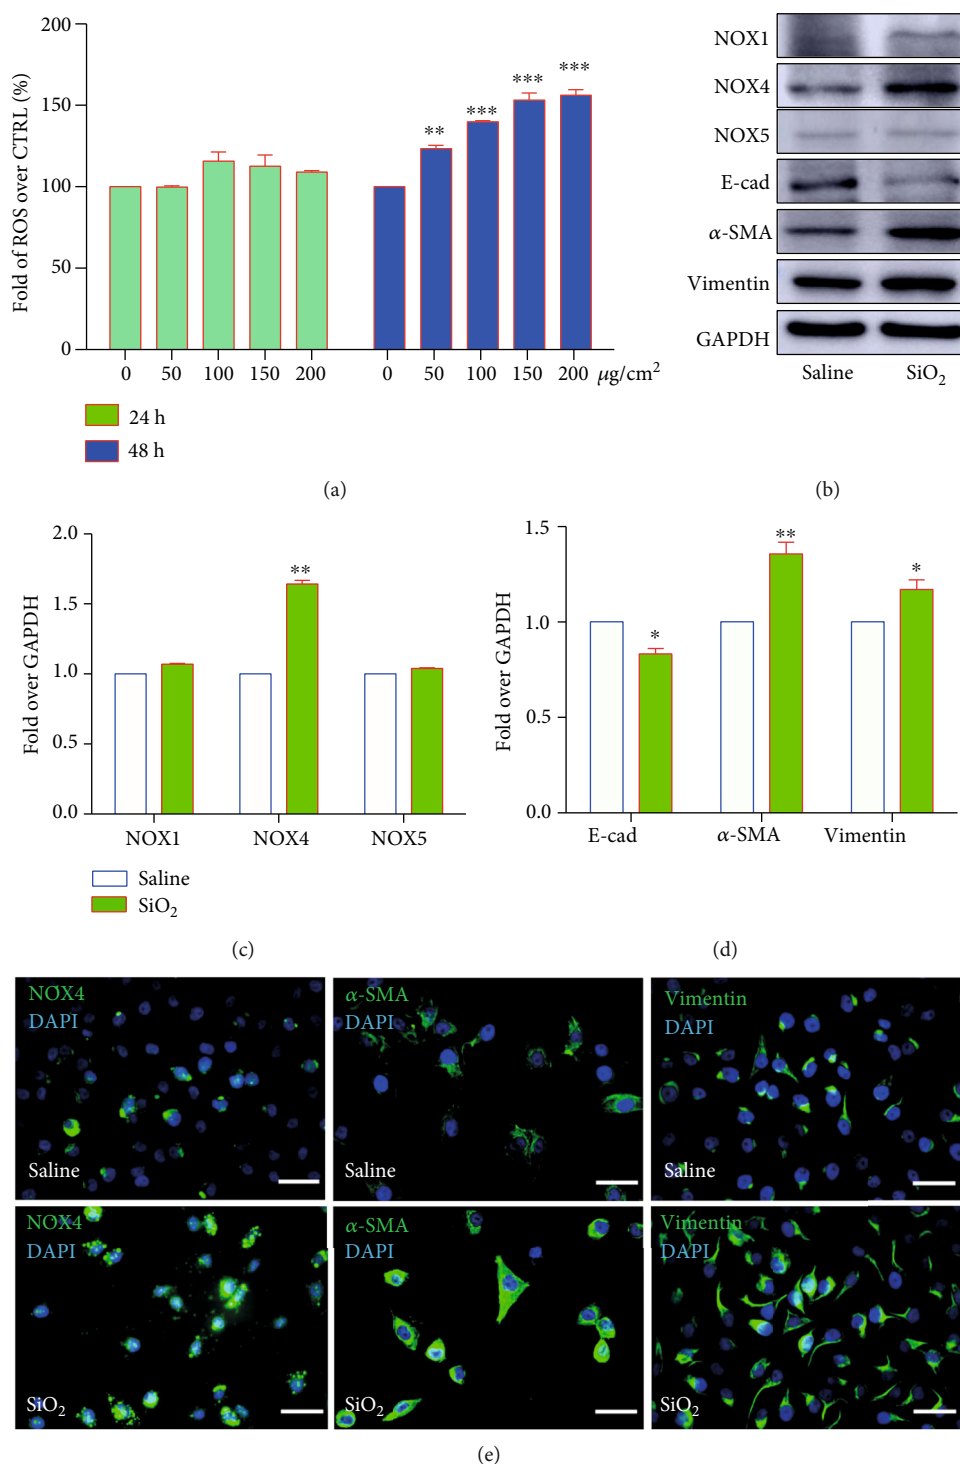 200
150
100
50
0
Fold of ROS over CTRL (%)
** *** *** ***
0 50 100 150 200 0 50 100 150 200 μg/cm²
24 h
48 h
(a)
NOX1
NOX4
NOX5
E-cad
α-SMA
Vimentin
GAPDH
Saline SiO₂
(b)
2.0
1.5
1.0
0.5
0.0
Fold over GAPDH
**
NOX1 NOX4 NOX5
Saline
SiO₂
(c)
1.5
1.0
0.5
0.0
Fold over GAPDH
* ** *
E-cad α-SMA Vimentin
(d)
NOX4
DAPI
Saline
α-SMA
DAPI
Saline
Vimentin
DAPI
Saline
NOX4
DAPI
SiO₂
α-SMA
DAPI
SiO₂
Vimentin
DAPI
SiO₂
(e)